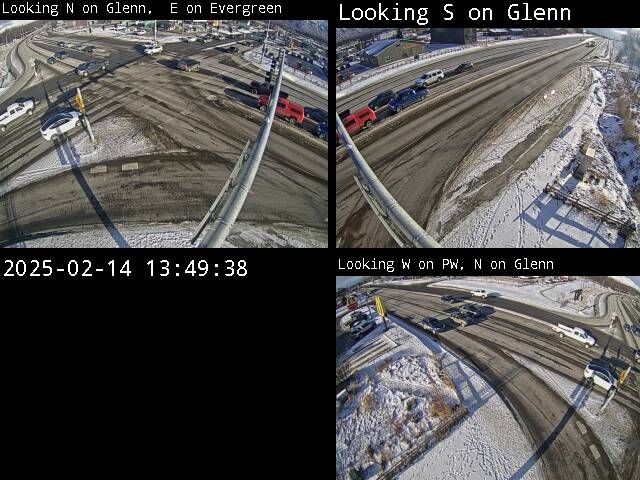 Looking N on Glenn,  E on Evergreen
Looking S on Glenn
2025-02-14 13:49:38
Looking W on PW, N on Glenn